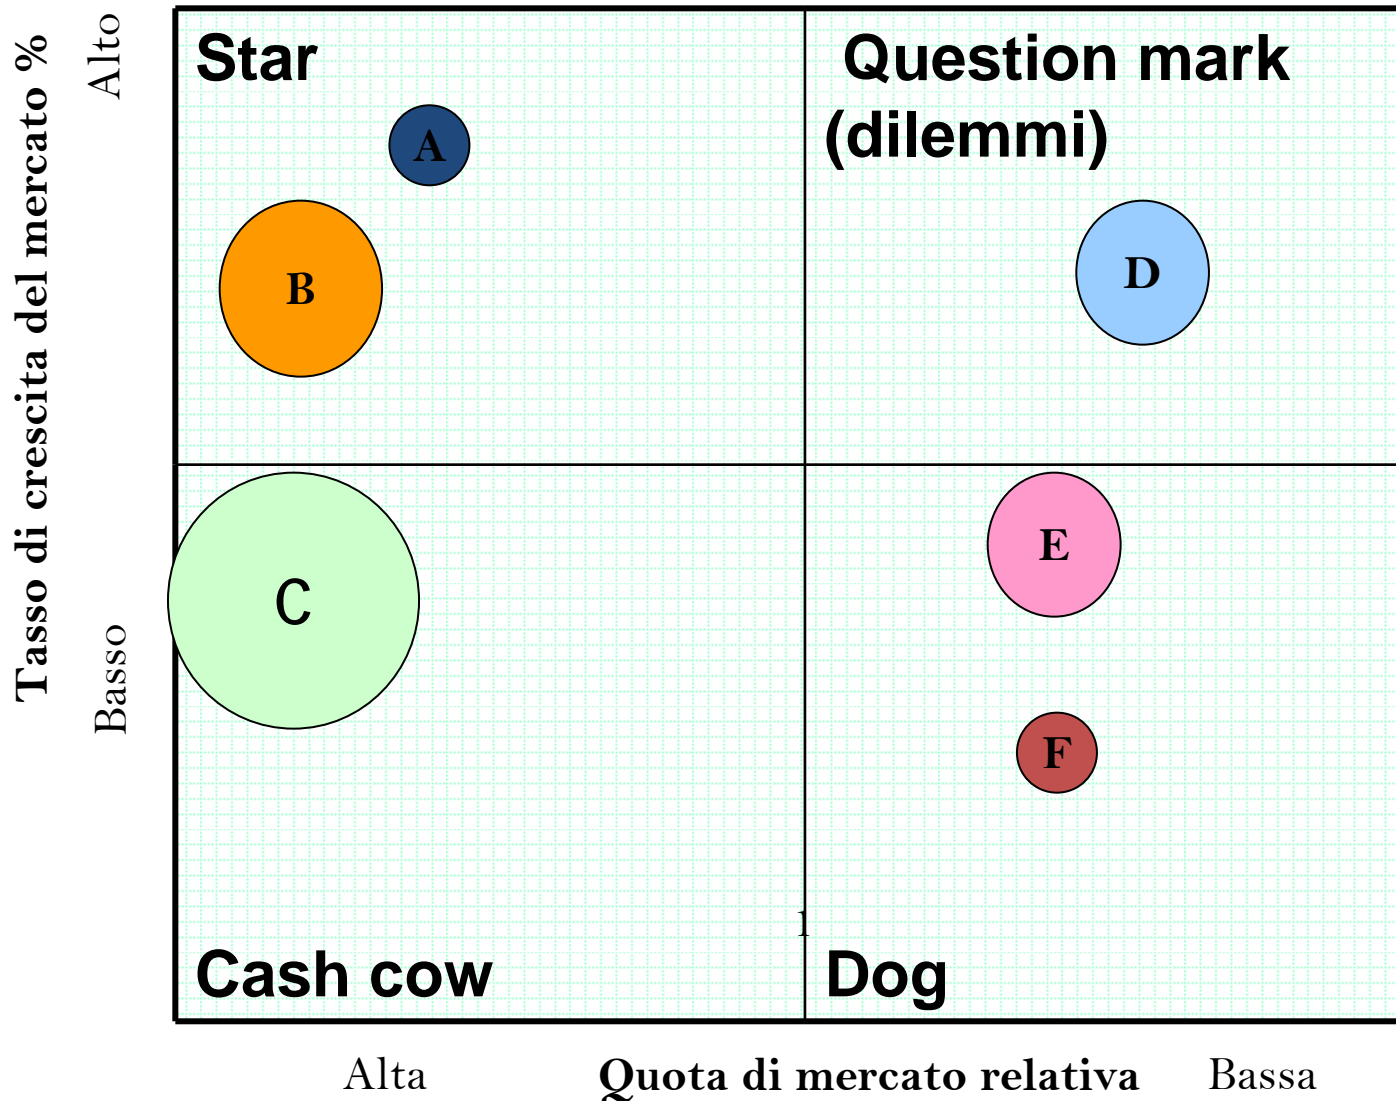 Tasso di crescita del mercato %
Alto
Basso
Star
Question mark
(dilemmi)
A
B
D
C
E
F
1
Cash cow
Dog
Alta
Quota di mercato relativa
Bassa